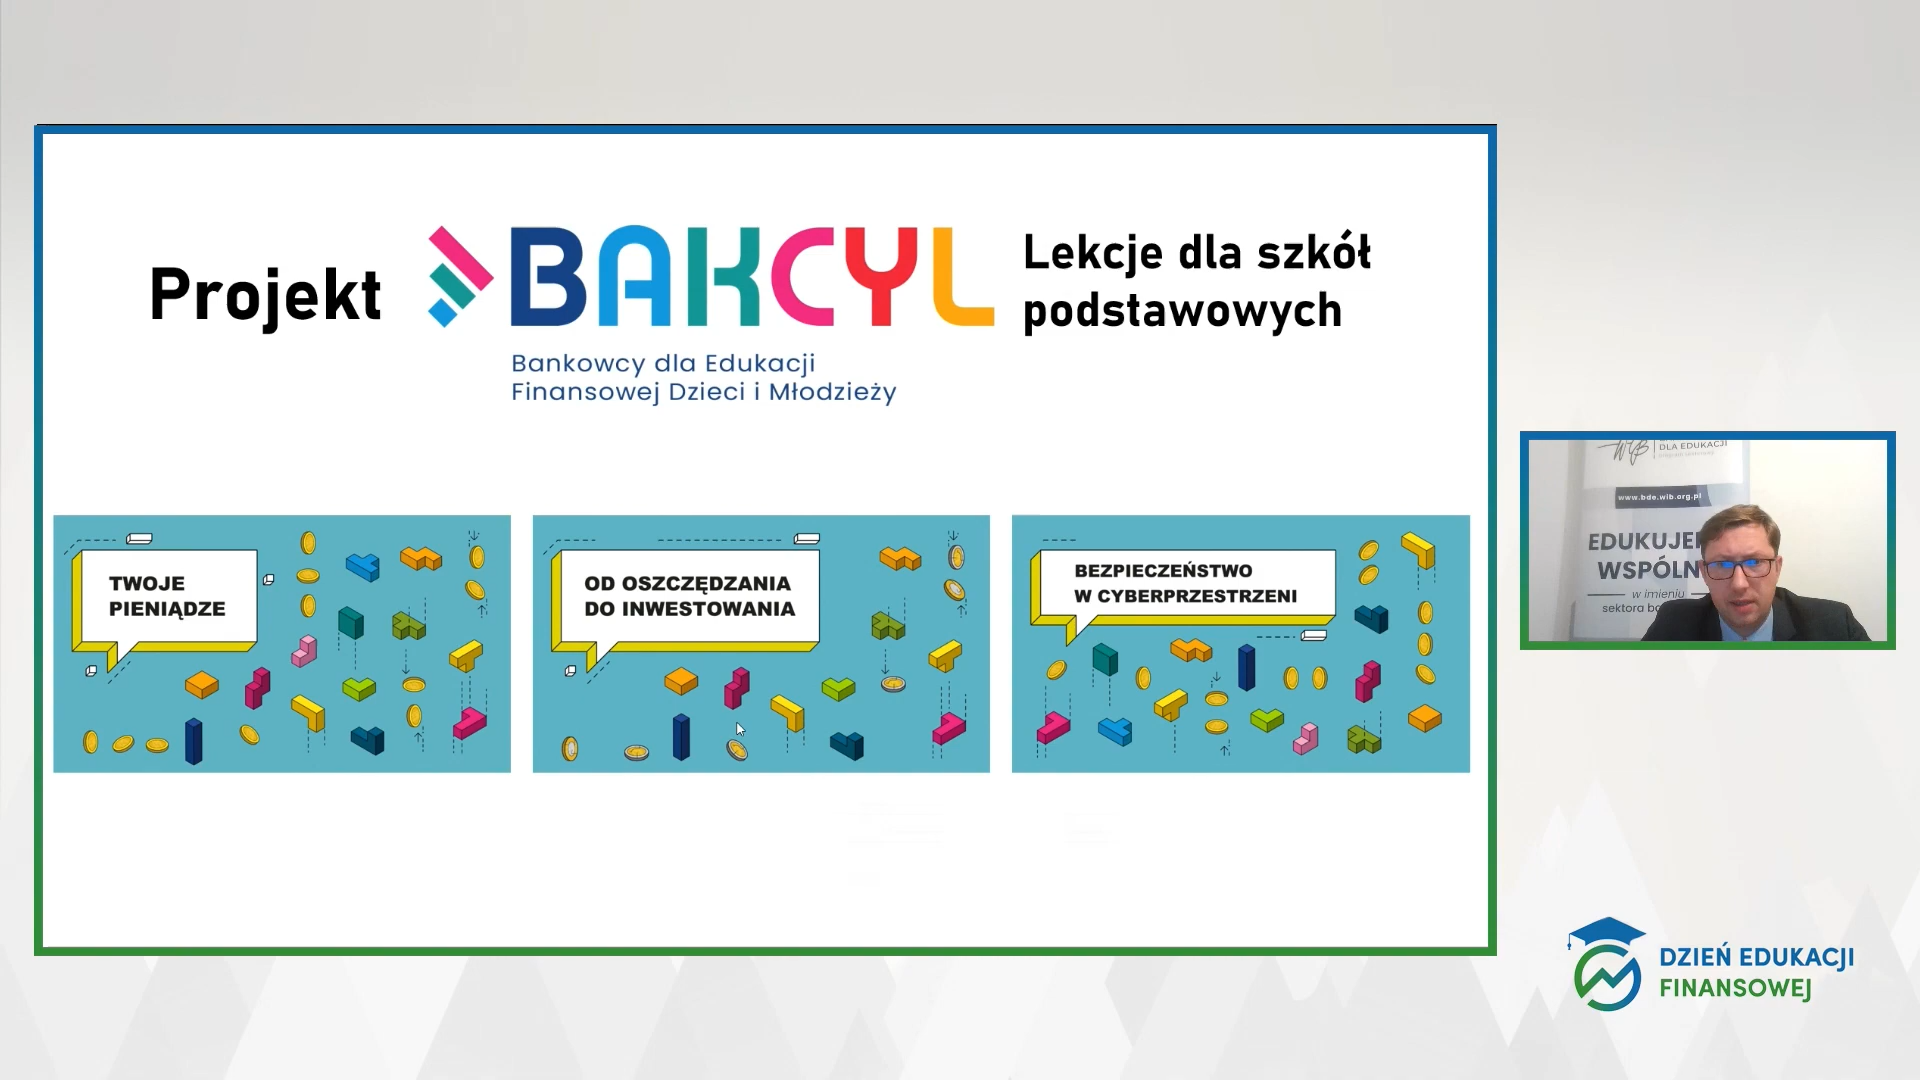 Projekt
BAKCYL
Bankowcy dla Edukacji
Finansowej Dzieci i Młodzieży
Lekcje dla szkół
podstawowych
TWOJE
PIENIĄDZE
OD OSZCZĘDZANIA
DO INWESTOWANIA
BEZPIECZEŃSTWO
W CYBERPRZESTRZENI
WIB
DLA EDUKACJI
www.bde.wib.org.pl
EDUKUJE
WSPÓLN
w imieniu
sektora
DZIEŃ EDUKACJI
FINANSOWEJ